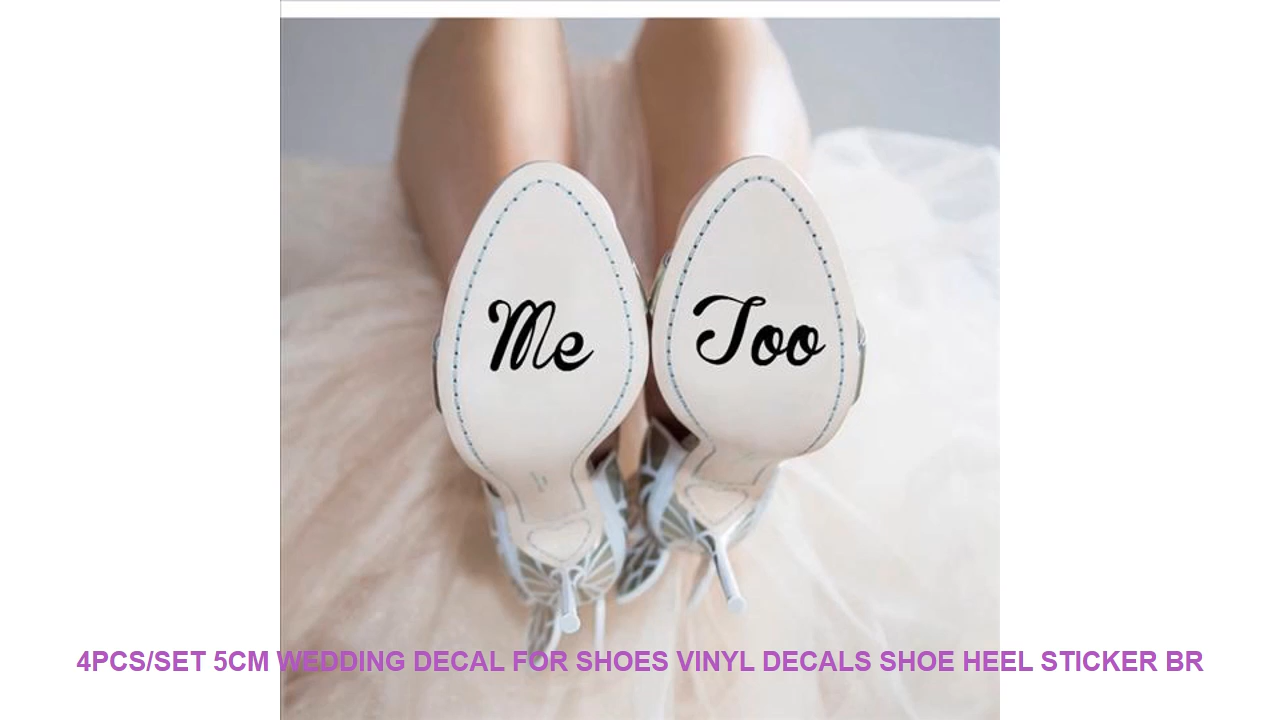 Me Too
4PCS/SET 5CM WEDDING DECAL FOR SHOES VINYL DECALS SHOE HEEL STICKER BR